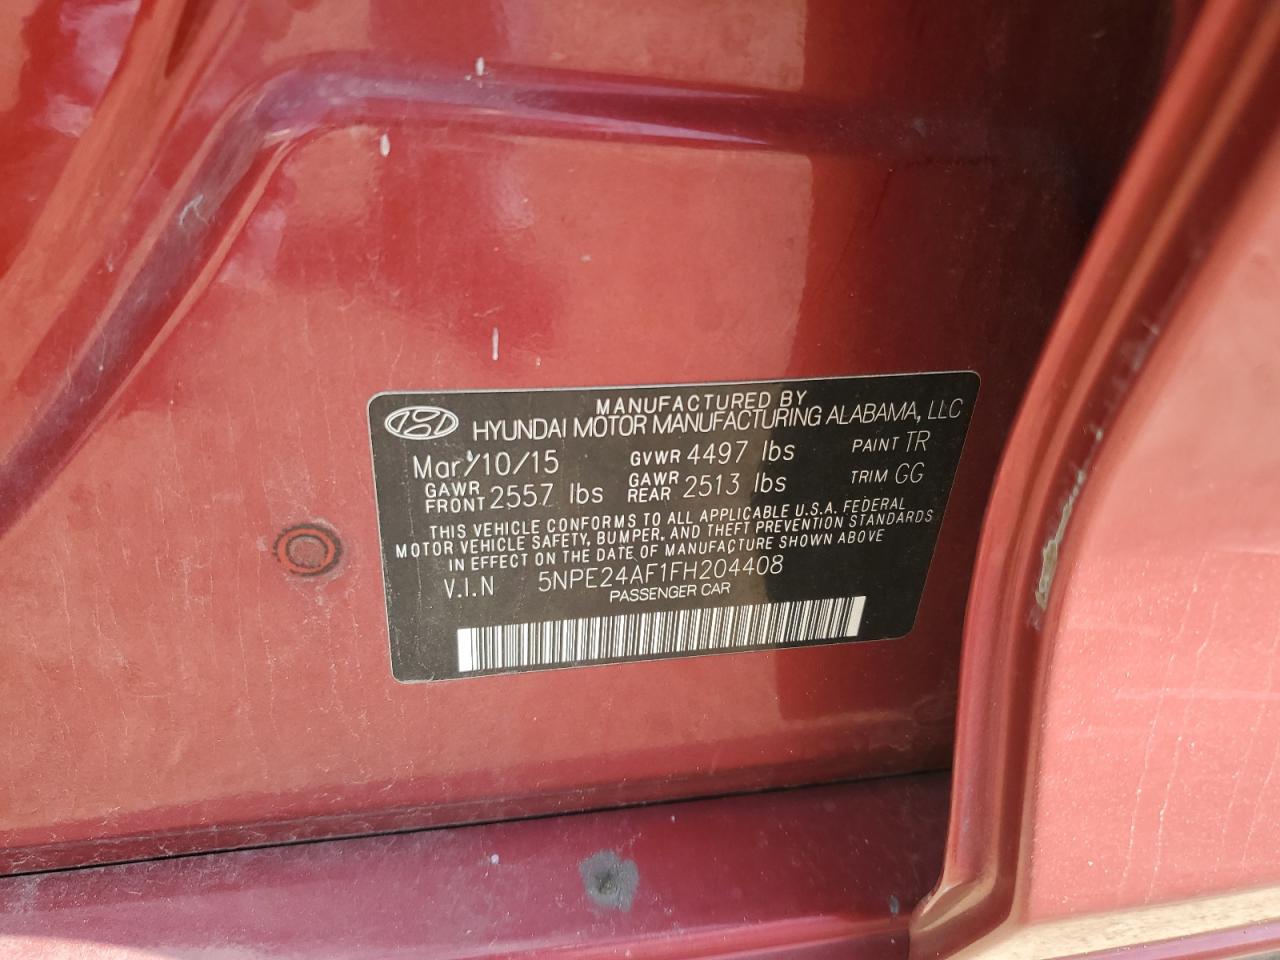 MANUFACTURED BY
HYUNDAI MOTOR MANUFACTURING ALABAMA, LLC
Mar/10/15 GVWR 4497 lbs PAINT TR
GAWR FRONT 2557 lbs GAWR REAR 2513 lbs TRIM GG
THIS VEHICLE CONFORMS TO ALL APPLICABLE U.S.A. FEDERAL
MOTOR VEHICLE SAFETY, BUMPER, AND THEFT PREVENTION STANDARDS
IN EFFECT ON THE DATE OF MANUFACTURE SHOWN ABOVE
V.I.N 5NPE24AF1FH204408
PASSENGER CAR